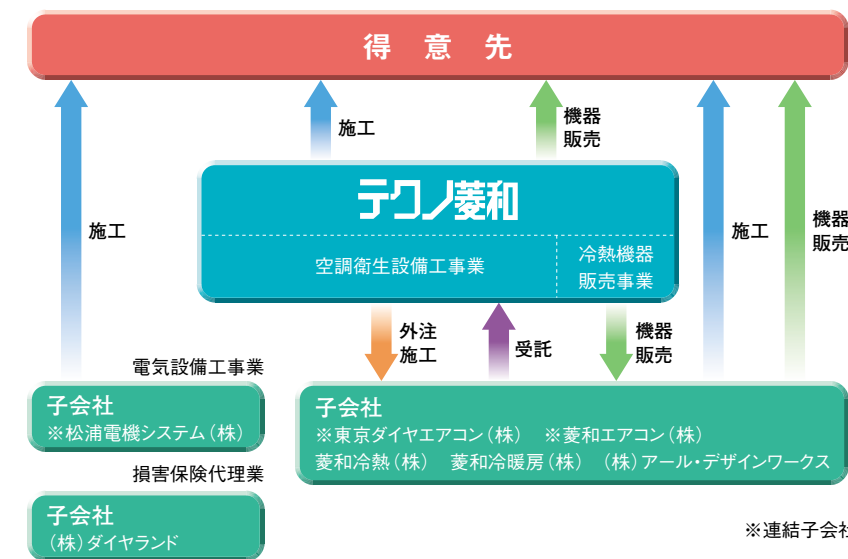 得意先
施工
機器
販売
テクノ菱和
空調衛生設備工事業
冷熱機器
販売事業
施工
施工
機器
販売
外注
施工
受託
機器
販売
電気設備工事業
子会社
※松浦電機システム(株)
損害保険代理業
子会社
(株)ダイヤランド
子会社
※東京ダイヤエアコン(株) ※菱和エアコン(株)
菱和冷熱(株) 菱和冷暖房(株) (株)アール・デザインワークス
※連結子会社